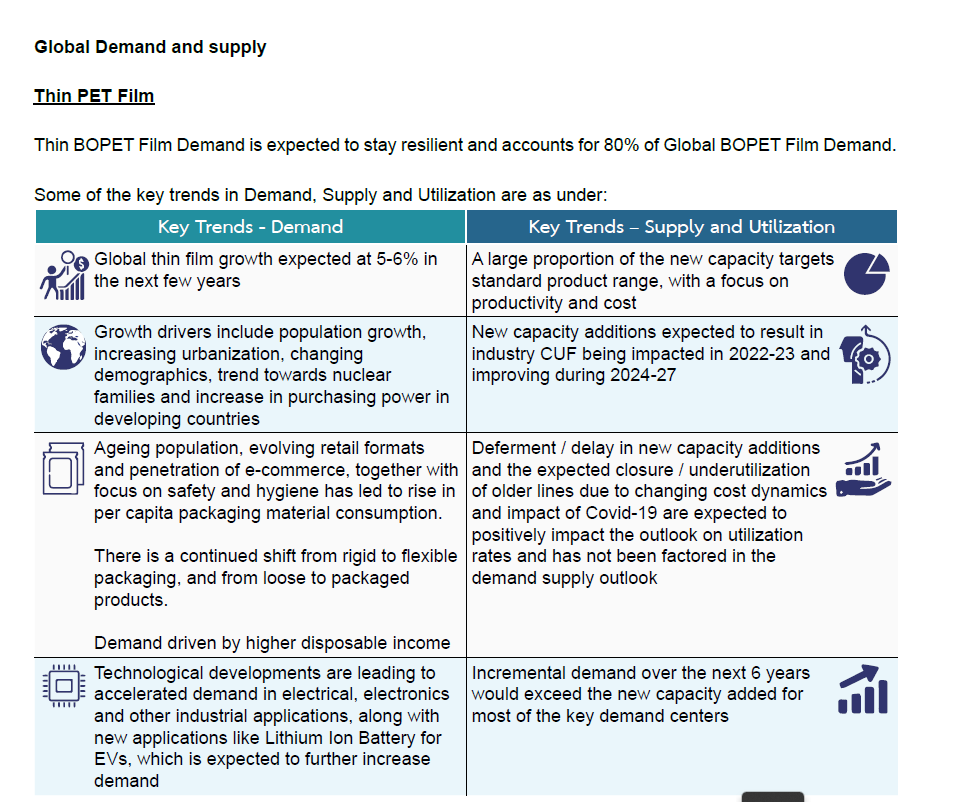 Global Demand and supply
Thin PET Film
Thin BOPET Film Demand is expected to stay resilient and accounts for 80% of Global BOPET Film Demand.
Some of the key trends in Demand, Supply and Utilization are as under:
Key Trends - Demand
Key Trends – Supply and Utilization
$
Global thin film growth expected at 5-6% in
the next few years
A large proportion of the new capacity targets
standard product range, with a focus on
productivity and cost
Growth drivers include population growth,
increasing urbanization, changing
demographics, trend towards nuclear
families and increase in purchasing power in
developing countries
New capacity additions expected to result in
industry CUF being impacted in 2022-23 and
improving during 2024-27
Ageing population, evolving retail formats
and penetration of e-commerce, together with
focus on safety and hygiene has led to rise in
per capita packaging material consumption.
There is a continued shift from rigid to flexible
packaging, and from loose to packaged
products.
Demand driven by higher disposable income
Deferment / delay in new capacity additions
and the expected closure / underutilization
of older lines due to changing cost dynamics
and impact of Covid-19 are expected to
positively impact the outlook on utilization
rates and has not been factored in the
demand supply outlook
Technological developments are leading to
accelerated demand in electrical, electronics
and other industrial applications, along with
new applications like Lithium Ion Battery for
EVs, which is expected to further increase
demand
Incremental demand over the next 6 years
would exceed the new capacity added for
most of the key demand centers